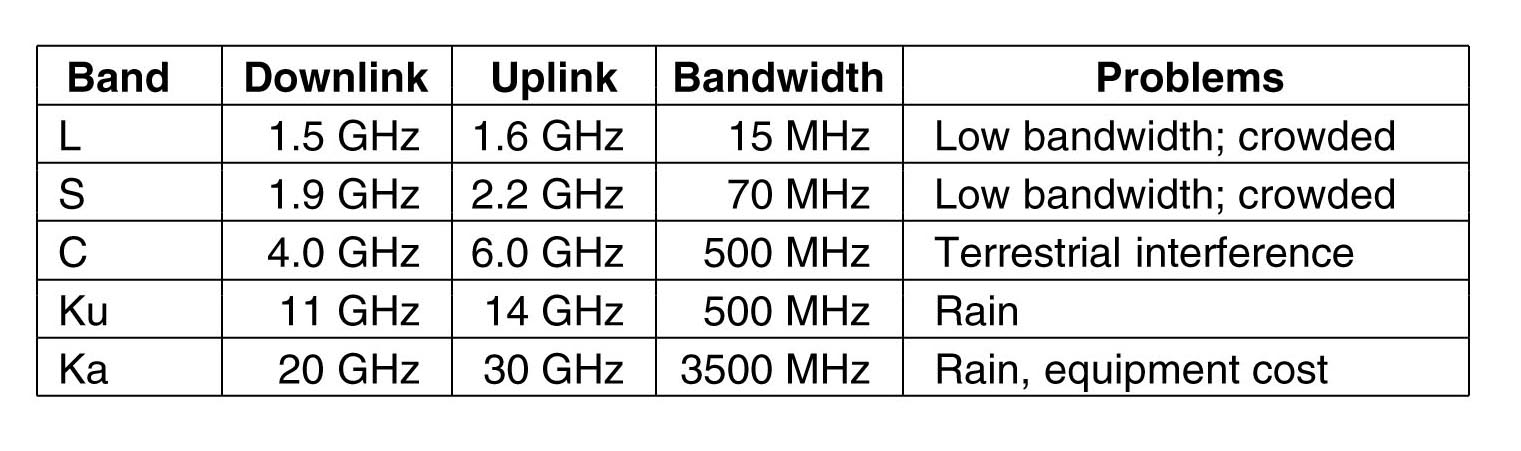 Band Downlink Uplink Bandwidth Problems
L 1.5 GHz 1.6 GHz 15 MHz Low bandwidth; crowded
S 1.9 GHz 2.2 GHz 70 MHz Low bandwidth; crowded
C 4.0 GHz 6.0 GHz 500 MHz Terrestrial interference
Ku 11 GHz 14 GHz 500 MHz Rain
Ka 20 GHz 30 GHz 3500 MHz Rain, equipment cost